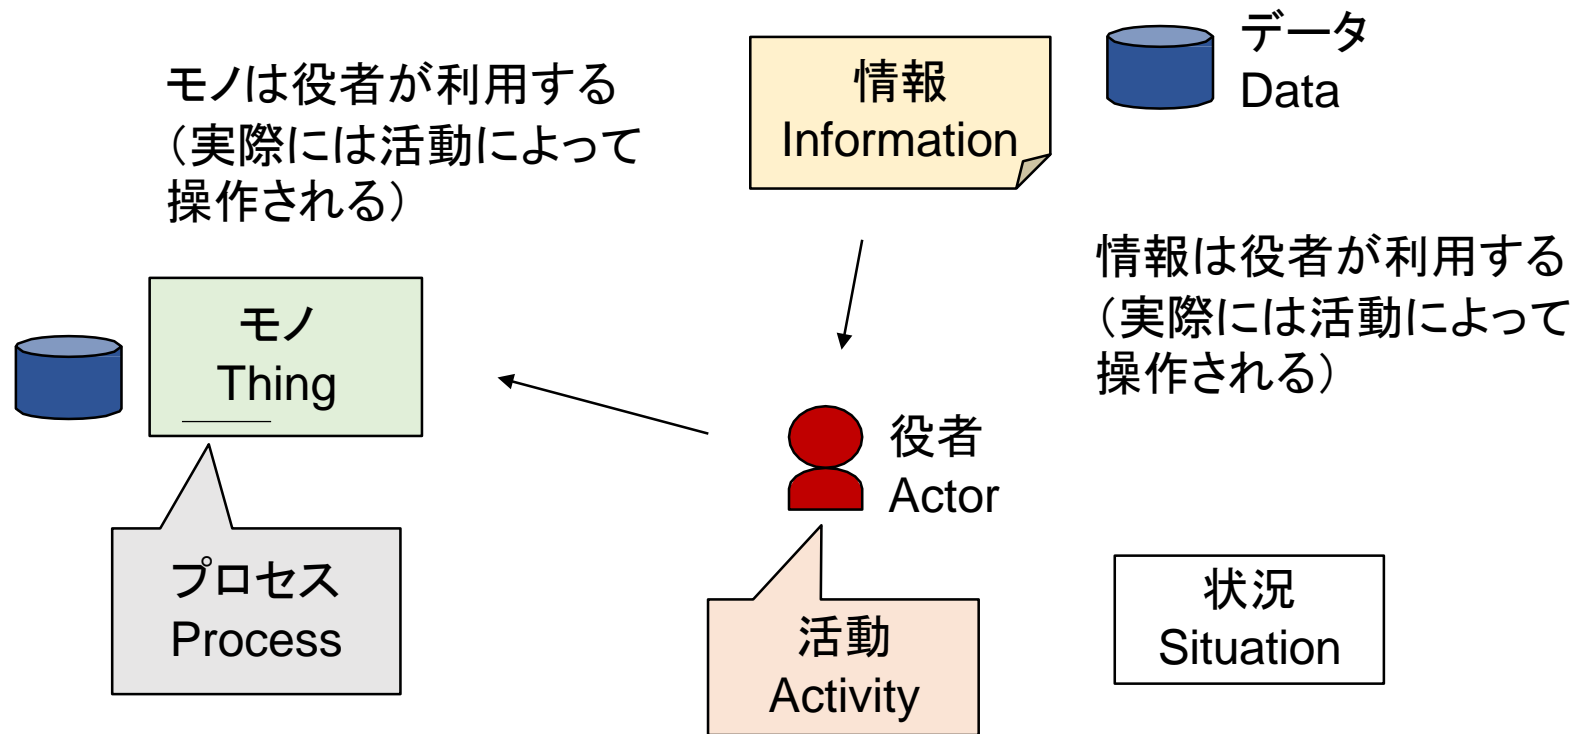 モノは役者が利用する
（実際には活動によって
操作される）
情報
Information
データ
Data
情報は役者が利用する
（実際には活動によって
操作される）
モノ
Thing
役者
Actor
プロセス
Process
活動
Activity
状況
Situation